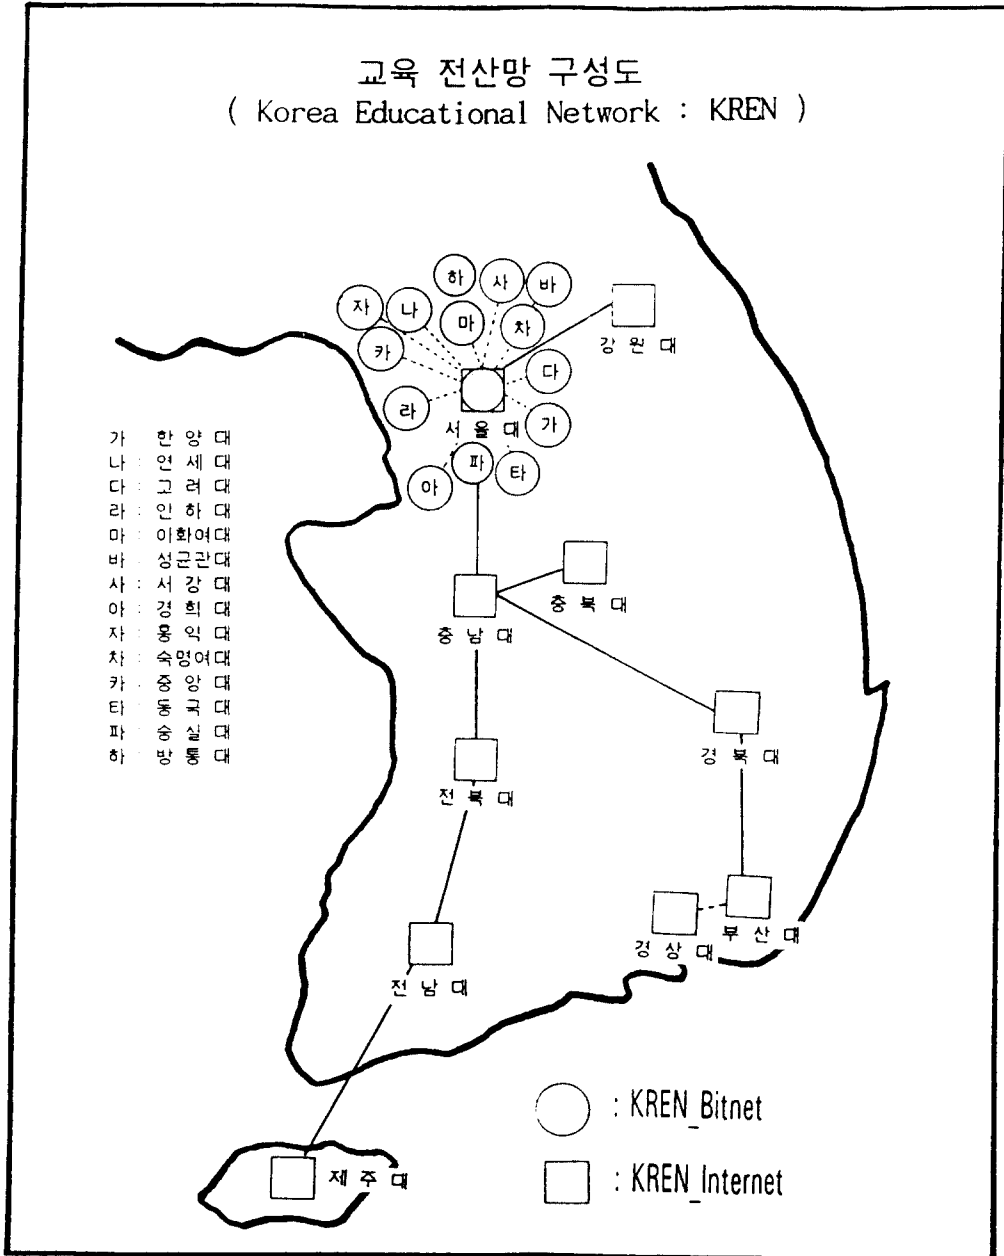 교육 전산망 구성도
( Korea Educational Network : KREN )
하
사
바
자
나
마
차
강 원 대
카
다
라
서 울 대
가
파
아
타
가 한 양 대
나 : 연 세 대
다 : 고 려 대
라 : 인 하 대
마 : 이화여대
바 성균관대
사 : 서 강 대
아 : 경 희 대
자 : 홍 익 대
차 : 숙명여대
카 . 중 앙 대
타 동 국 대
파 숭 실 대
하 방 통 대
충 북 대
충 남 대
경 북 대
전 북 대
부 산 대
경 상 대
전 남 대
: KREN_Bitnet
제 주 대
: KREN_Internet